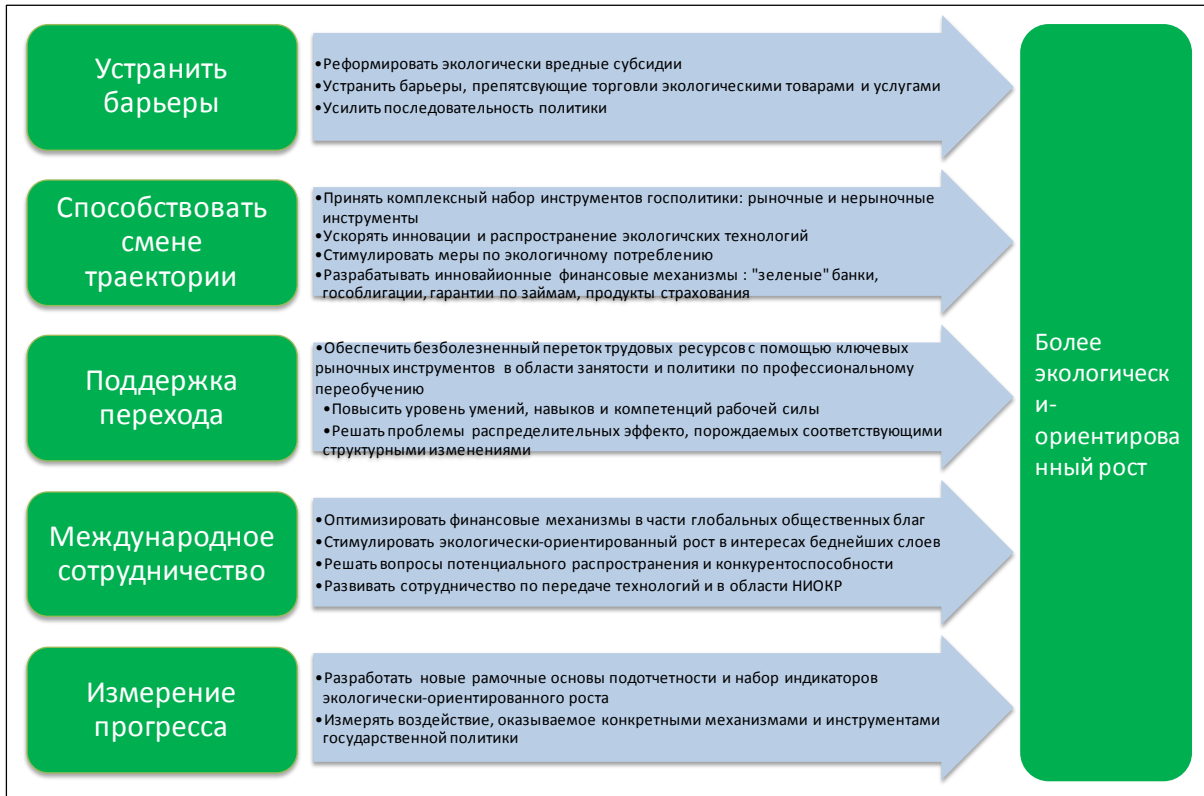 Устранить
барьеры
•Реформировать экологически вредные субсидии
•Устранить барьеры, препятсвующие торговли экологическими товарами и услугами
•Усилить последовательность политики
Способствовать
смене
траектории
•Принять комплексный набор инструментов госполитики: рыночные и нерыночные
инструменты
•Ускорять инновации и распространение экологичских технологий
•Стимулировать меры по экологичному потреблению
•Разрабатывать инновайионные финансовые механизмы : "зеленые" банки,
гособлигации, гарантии по займам, продукты страхования
Поддержка
перехода
•Обеспечить безболезненный переток трудовых ресурсов с помощью ключевых
рыночных инструментов в области занятости и политики по профессиональному
переобучению
•Повысить уровень умений, навыков и компетенций рабочей силы
•Решать проблемы распределительных эффекто, порождаемых соответствующими
структурными изменениями
Международное
сотрудничество
•Оптимизировать финансовые механизмы в части глобальных общественных благ
•Стимулировать экологически-ориентированный рост в интересах беднейших слоев
•Решать вопросы потенциального распространения и конкурентоспособности
•Развивать сотрудничество по передаче технологий и в области НИОКР
Измерение
прогресса
•Разработать новые рамочные основы подотчетности и набор индикаторов
экологически-ориентированного роста
•Измерять воздействие, оказываемое конкретными механизмами и инструментами
государственной политики
Более
экологическ
и-
ориентирова
нный рост